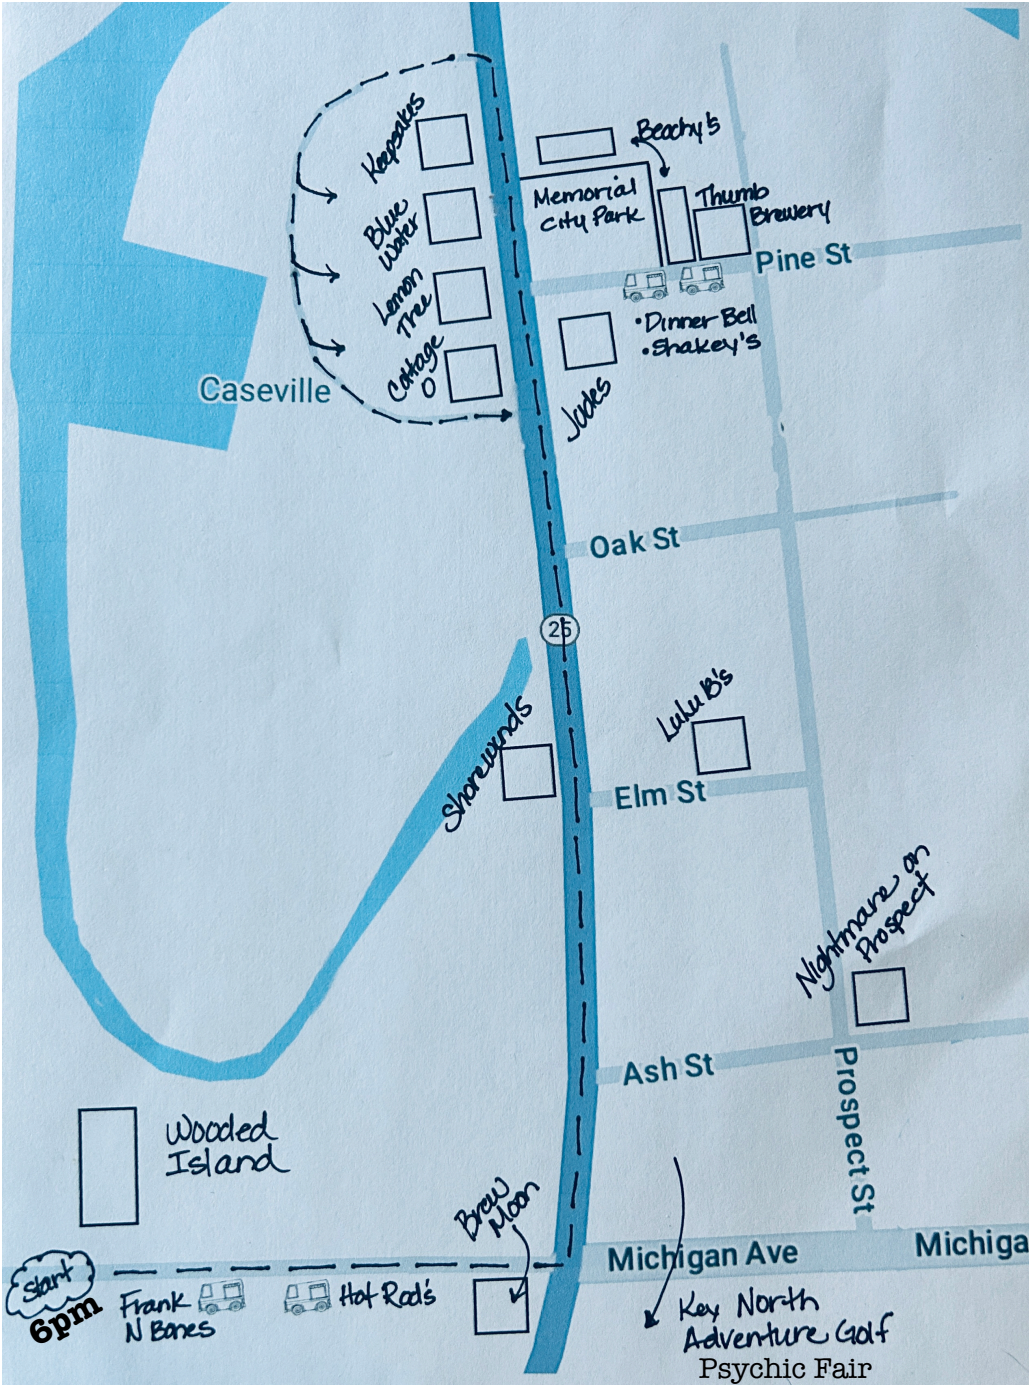 Keepsakes
Beachy's
Memorial
City Park
Thumb
Brewery
Blue
Water
Pine St
Lemon
Tree
•Dinner Bell
•Shakey's
Cottage
O
Caseville
Jades
Oak St
25
LuLu B's
Shorewinds
Elm St
Nightmare on
Prospect
Ash St
Prospect St
Wooded
Island
Brew
Moon
Michigan Ave
Michiga
Start
6pm
Frank
N Bones
Hot Rod's
Key North
Adventure Golf
Psychic Fair